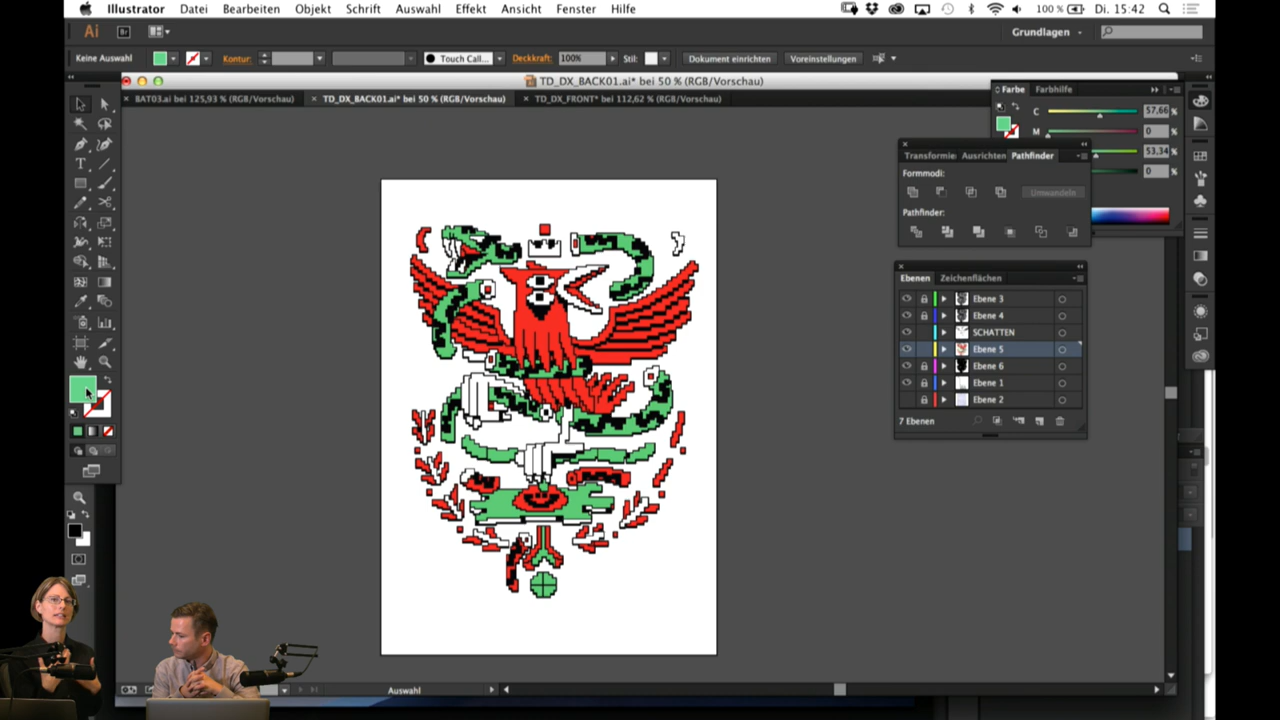 Illustrator Datei Bearbeiten Objekt Schrift Auswahl Effekt Ansicht Fenster Hilfe 100 % Di. 15:42
Ai Br Grundlagen
Keine Auswahl Kontur: Touch Call... Deckkraft: 100% Stil: Dokument einrichten Voreinstellungen
TD_DX_BACK01.ai* bei 50 % (RGB/Vorschau)
BAT03.ai bei 125,93 % (RGB/Vorschau) TD_DX_BACK01.ai* bei 50 % (RGB/Vorschau) TD_DX_FRONT* bei 112,62 % (RGB/Vorschau)
Farbe Farbhilfe
C 57,66 %
M 0 %
53,34 %
0 %
Transformie Ausrichten Pathfinder
Formmodi:
Umwandeln
Pathfinder:
Ebenen Zeichenflächen
Ebene 3
Ebene 4
SCHATTEN
Ebene 5
Ebene 6
Ebene 1
Ebene 2
7 Ebenen
Auswahl